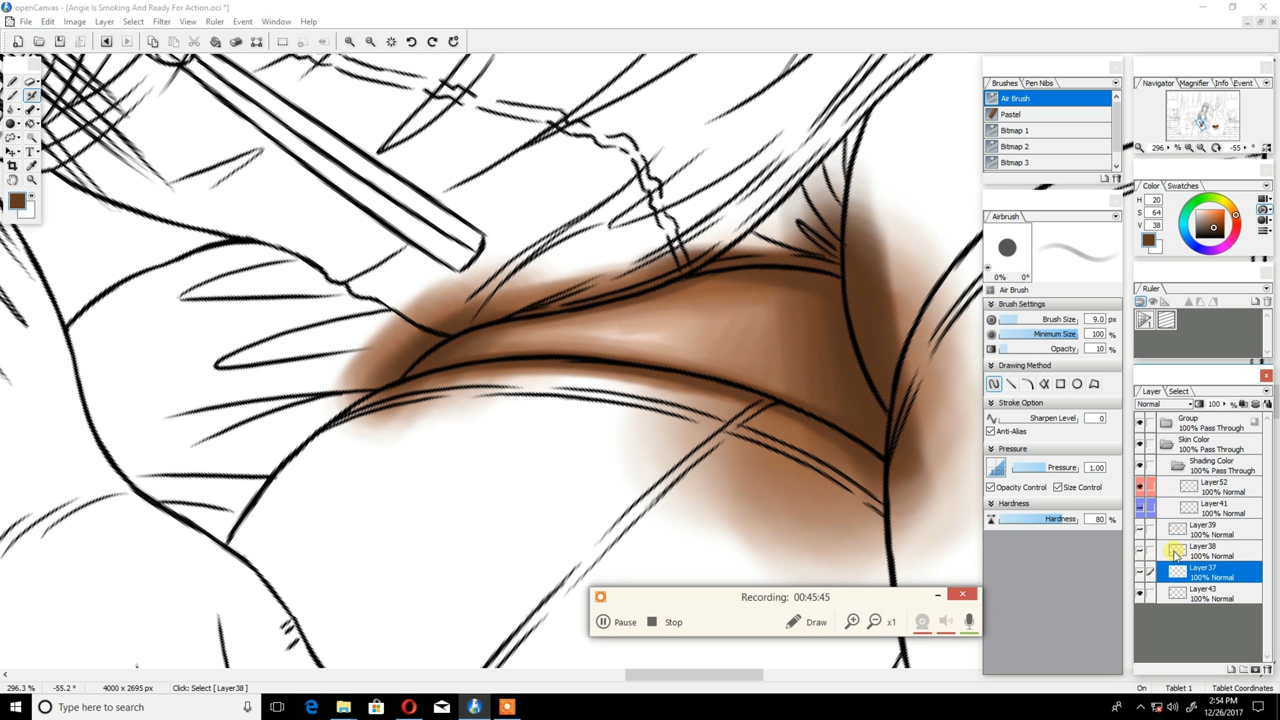 openCanvas - [Angie Is Smoking And Ready For Action.oci *]
File Edit Image Layer Select Filter View Ruler Event Window Help
Brushes Pen Nibs
Air Brush
Pastel
Bitmap 1
Bitmap 2
Bitmap 3
Airbrush
0% 0°
Air Brush
Brush Settings
Brush Size 9.0 px
Minimum Size 100 %
Opacity 10 %
Drawing Method
Stroke Option
Sharpen Level 0
Anti-Alias
Pressure
Pressure 1.00
Opacity Control Size Control
Hardness
Hardness 80 %
Navigator Magnifier Info Event
296 % -55 °
Color Swatches
H 20
S 64
V 38
Ruler
Layer Select
Normal 100 %
Group
100% Pass Through
Skin Color
100% Pass Through
Shading Color
100% Pass Through
Layer52
100% Normal
Layer41
100% Normal
Layer39
100% Normal
Layer38
100% Normal
Layer37
100% Normal
Layer43
100% Normal
Recording: 00:45:45
Pause Stop Draw x1
296.3 % -55.2 ° 4000 x 2695 px Click: Select [ Layer38 ] On Tablet 1 Tablet Coordinates
Type here to search
2:54 PM
12/26/2017